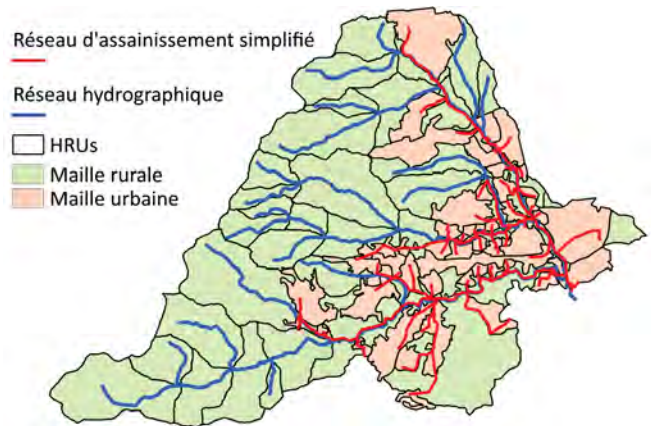 Réseau d'assainissement simplifié
Réseau hydrographique
HRUs
Maille rurale
Maille urbaine